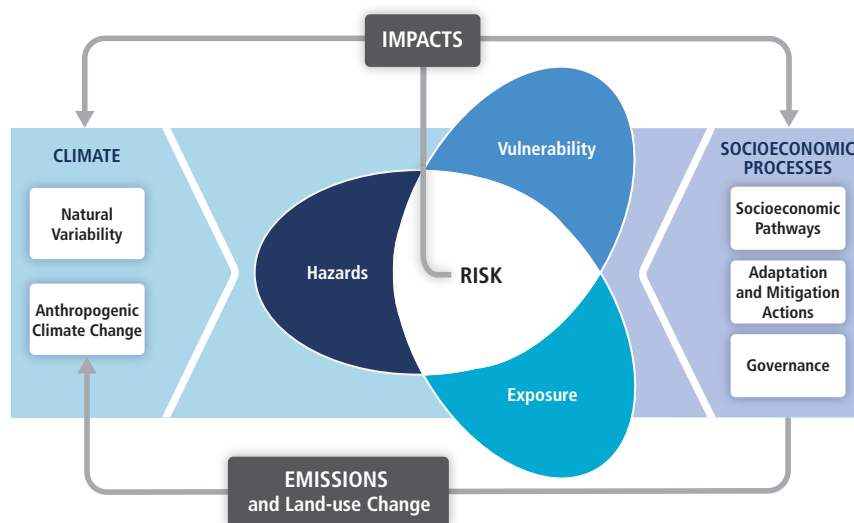 IMPACTS
CLIMATE
Natural
Variability
Anthropogenic
Climate Change
Vulnerability
Hazards
RISK
Exposure
SOCIOECONOMIC
PROCESSES
Socioeconomic
Pathways
Adaptation
and Mitigation
Actions
Governance
EMISSIONS
and Land-use Change